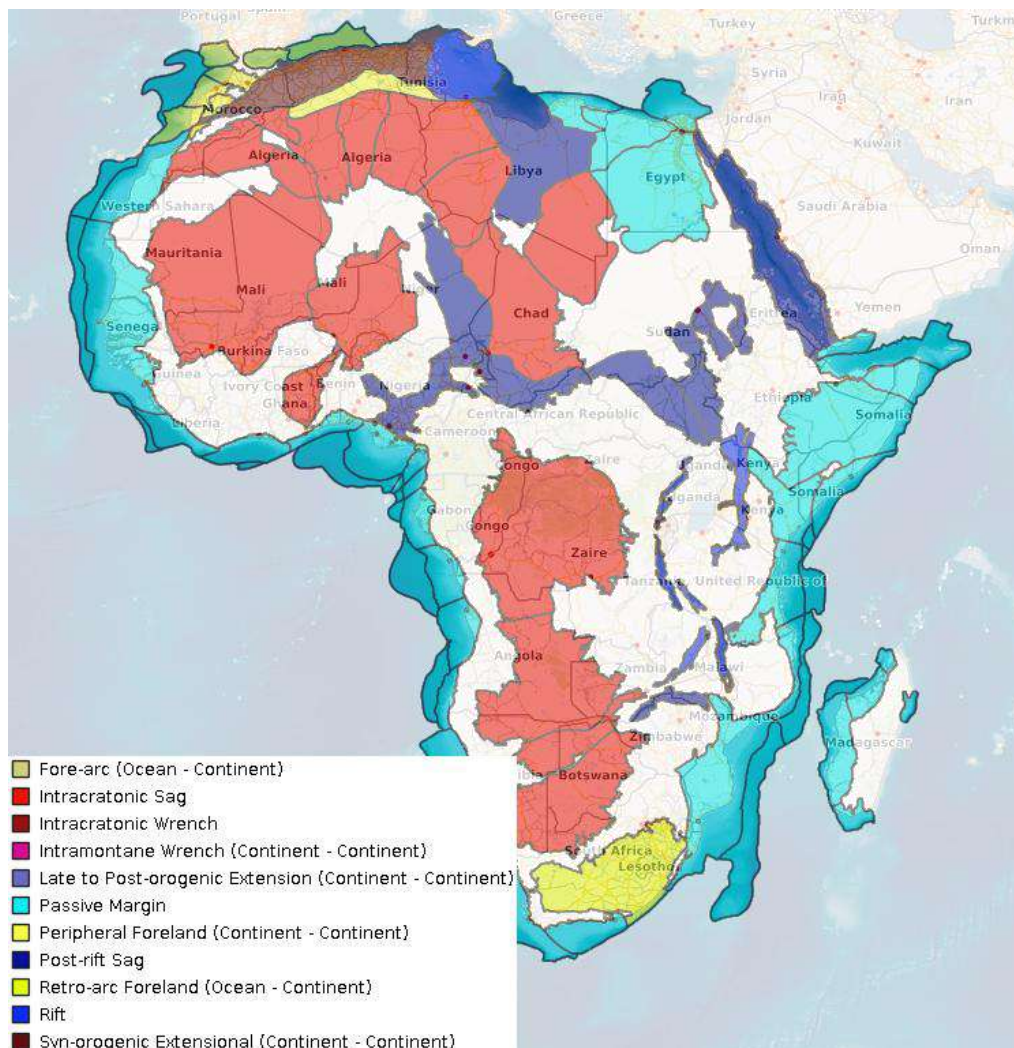 Portugal
Greece
Turkey
Turkm
Syria
Iraq
Iran
Tunisia
Morocco
Jordan
Kuwait
Algeria
Algeria
Libya
Egypt
Western Sahara
Saudi Arabia
Oman
Mauritania
Mali
Mali
Niger
Chad
Sudan
Eritrea
Yemen
Senega
Burkina Faso
Guinea
Ivory Coast
Benin
Nigeria
Ghana
Liberia
Central African Republic
Cameroon
Ethiopia
Somalia
Congo
Zaire
Uganda
Kenya
Somalia
Gabon
Congo
Uganda
Kenya
Zaire
Tanzania, United Republic of
Angola
Zambia
Malawi
Mozambique
Zimbabwe
Madagascar
ibia
Botswana
South Africa
Lesotho
Fore-arc (Ocean - Continent)
Intracratonic Sag
Intracratonic Wrench
Intramontane Wrench (Continent - Continent)
Late to Post-orogenic Extension (Continent - Continent)
Passive Margin
Peripheral Foreland (Continent - Continent)
Post-rift Sag
Retro-arc Foreland (Ocean - Continent)
Rift
Syn-orogenic Extensional (Continent - Continent)